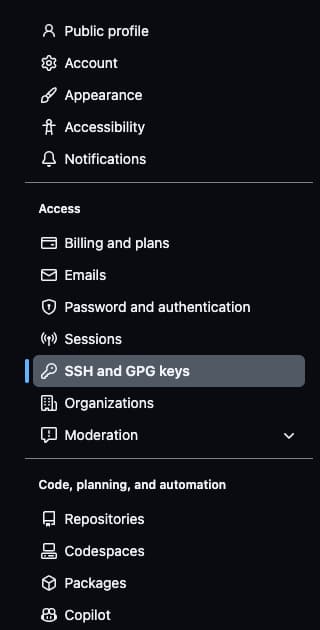 Public profile
Account
Appearance
Accessibility
Notifications
Access
Billing and plans
Emails
Password and authentication
Sessions
SSH and GPG keys
Organizations
Moderation
Code, planning, and automation
Repositories
Codespaces
Packages
Copilot